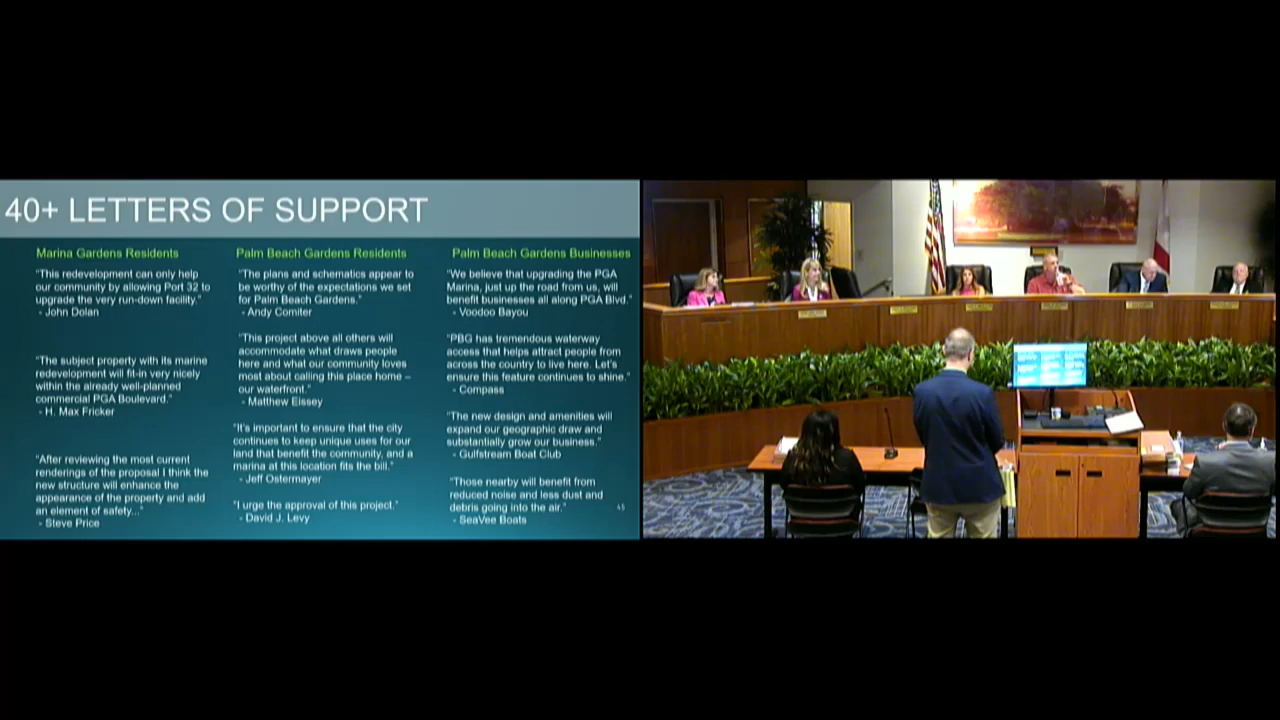 40+ LETTERS OF SUPPORT
Marina Gardens Residents
"This redevelopment can only help
our community by allowing Port 32 to
upgrade the very run-down facility."
- John Dolan
"The subject property with its marine
redevelopment will fit-in very nicely
within the already well-planned
commercial PGA Boulevard."
- H. Max Fricker
"After reviewing the most current
renderings of the proposal I think the
new structure will enhance the
appearance of the property and add
an element of safety..."
- Steve Price
Palm Beach Gardens Residents
"The plans and schematics appear to
be worthy of the expectations we set
for Palm Beach Gardens."
- Andy Comiter
"This project above all others will
accommodate what draws people
here and what our community loves
most about calling this place home –
our waterfront."
- Matthew Eissey
"It's important to ensure that the city
continues to keep unique uses for our
land that benefit the community, and a
marina at this location fits the bill."
- Jeff Ostermayer
"I urge the approval of this project."
- David J. Levy
Palm Beach Gardens Businesses
"We believe that upgrading the PGA
Marina, just up the road from us, will
benefit businesses all along PGA Blvd."
- Voodoo Bayou
"PBG has tremendous waterway
access that helps attract people from
across the country to live here. Let's
ensure this feature continues to shine."
- Compass
"The new design and amenities will
expand our geographic draw and
substantially grow our business."
- Gulfstream Boat Club
"Those nearby will benefit from
reduced noise and less dust and
debris going into the air."
- SeaVee Boats
45